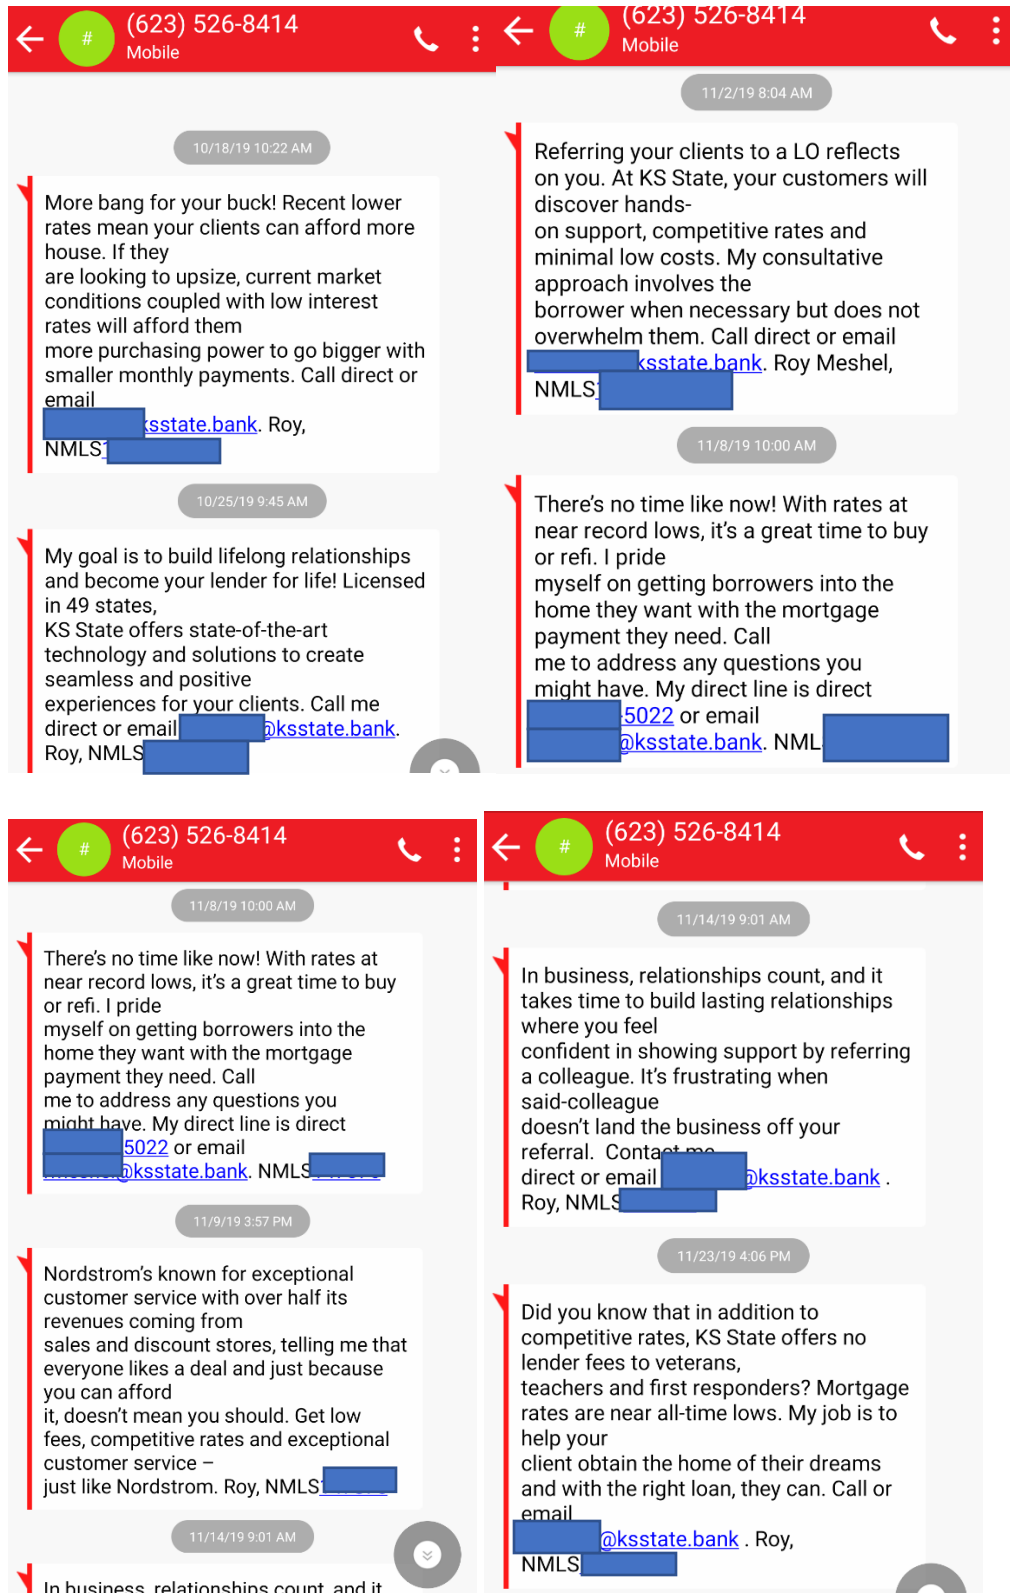 (623) 526-8414
Mobile
10/18/19 10:22 AM
More bang for your buck! Recent lower
rates mean your clients can afford more
house. If they
are looking to upsize, current market
conditions coupled with low interest
rates will afford them
more purchasing power to go bigger with
smaller monthly payments. Call direct or
email
ksstate.bank. Roy,
NMLS
10/25/19 9:45 AM
My goal is to build lifelong relationships
and become your lender for life! Licensed
in 49 states,
KS State offers state-of-the-art
technology and solutions to create
seamless and positive
experiences for your clients. Call me
direct or email @ksstate.bank.
Roy, NMLS
(623) 526-8414
Mobile
11/2/19 8:04 AM
Referring your clients to a LO reflects
on you. At KS State, your customers will
discover hands-
on support, competitive rates and
minimal low costs. My consultative
approach involves the
borrower when necessary but does not
overwhelm them. Call direct or email
ksstate.bank. Roy Meshel,
NMLS
11/8/19 10:00 AM
There's no time like now! With rates at
near record lows, it's a great time to buy
or refi. I pride
myself on getting borrowers into the
home they want with the mortgage
payment they need. Call
me to address any questions you
might have. My direct line is direct
-5022 or email
@ksstate.bank. NML
(623) 526-8414
Mobile
11/8/19 10:00 AM
There's no time like now! With rates at
near record lows, it's a great time to buy
or refi. I pride
myself on getting borrowers into the
home they want with the mortgage
payment they need. Call
me to address any questions you
might have. My direct line is direct
5022 or email
@ksstate.bank. NMLS
11/9/19 3:57 PM
Nordstrom's known for exceptional
customer service with over half its
revenues coming from
sales and discount stores, telling me that
everyone likes a deal and just because
you can afford
it, doesn't mean you should. Get low
fees, competitive rates and exceptional
customer service –
just like Nordstrom. Roy, NMLS
11/14/19 9:01 AM
In business, relationships count, and it
(623) 526-8414
Mobile
11/14/19 9:01 AM
In business, relationships count, and it
takes time to build lasting relationships
where you feel
confident in showing support by referring
a colleague. It's frustrating when
said-colleague
doesn't land the business off your
referral.  Contact me
direct or email @ksstate.bank .
Roy, NMLS
11/23/19 4:06 PM
Did you know that in addition to
competitive rates, KS State offers no
lender fees to veterans,
teachers and first responders? Mortgage
rates are near all-time lows. My job is to
help your
client obtain the home of their dreams
and with the right loan, they can. Call or
email
@ksstate.bank . Roy,
NMLS